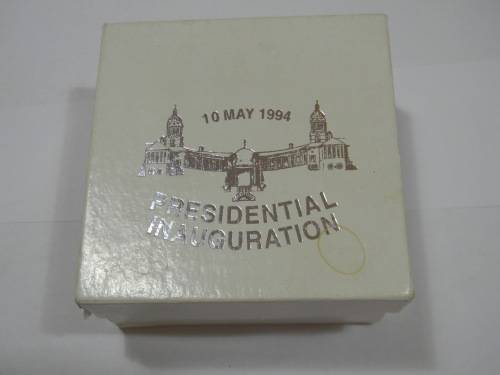 10 MAY 1994
PRESIDENTIAL
INAUGURATION